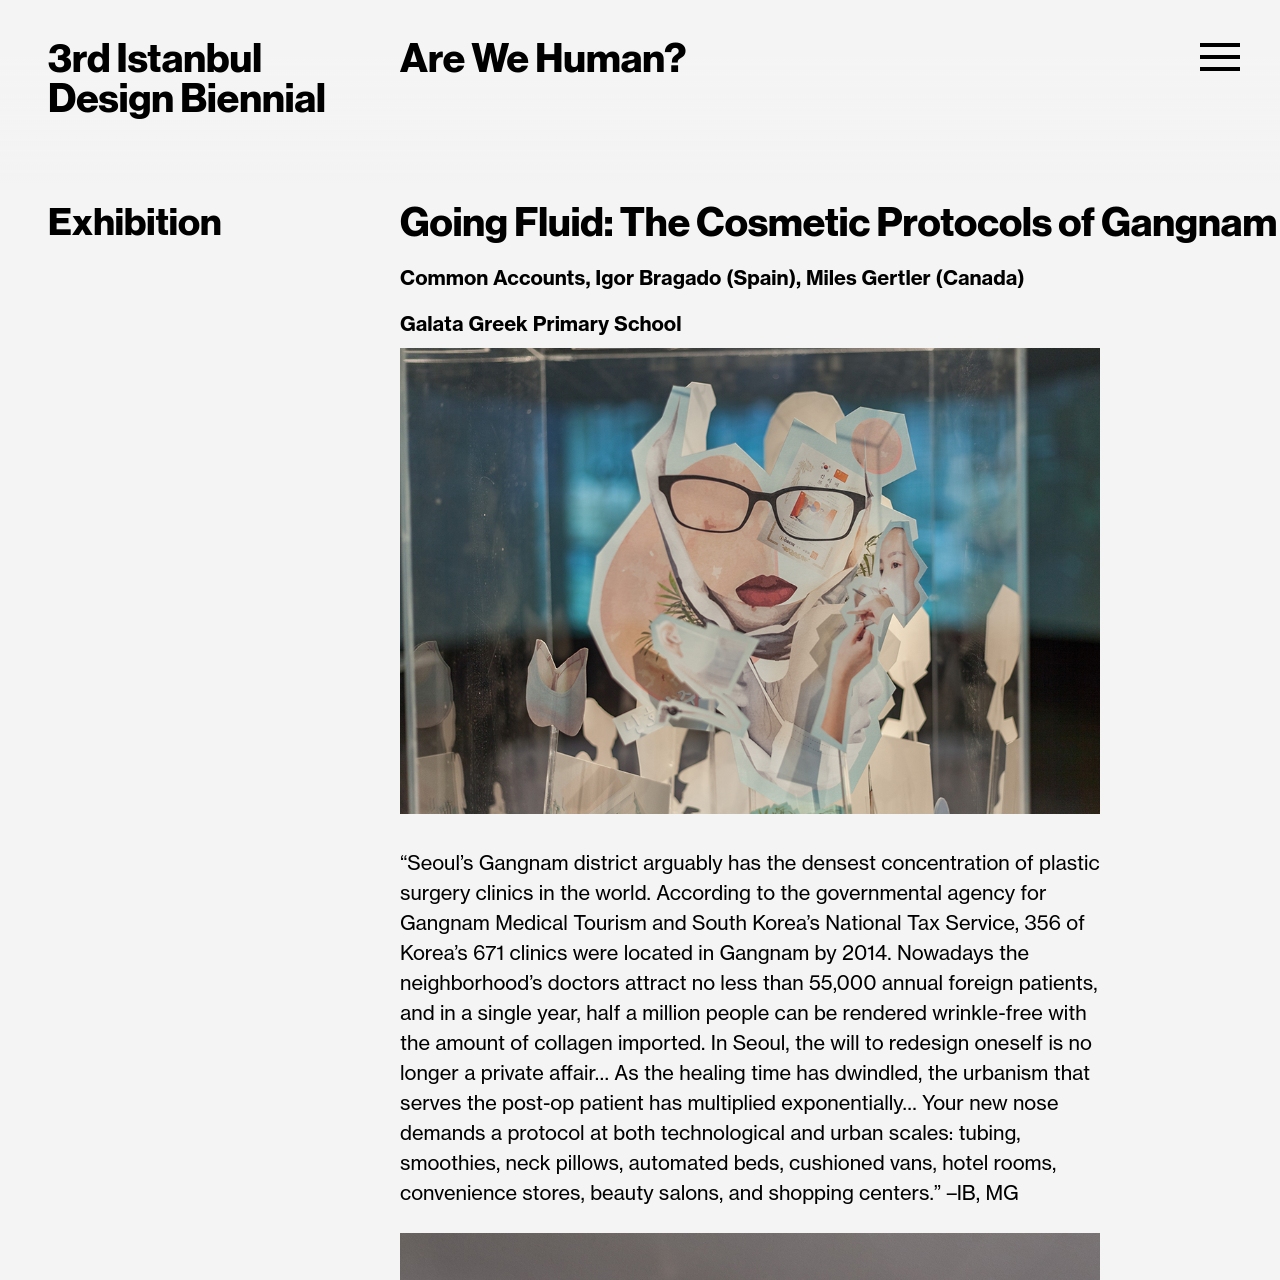 3rd Istanbul
Design Biennial
Are We Human?
Exhibition
Going Fluid: The Cosmetic Protocols of Gangnam
Common Accounts, Igor Bragado (Spain), Miles Gertler (Canada)
Galata Greek Primary School
“Seoul’s Gangnam district arguably has the densest concentration of plastic
surgery clinics in the world. According to the governmental agency for
Gangnam Medical Tourism and South Korea’s National Tax Service, 356 of
Korea’s 671 clinics were located in Gangnam by 2014. Nowadays the
neighborhood’s doctors attract no less than 55,000 annual foreign patients,
and in a single year, half a million people can be rendered wrinkle-free with
the amount of collagen imported. In Seoul, the will to redesign oneself is no
longer a private affair… As the healing time has dwindled, the urbanism that
serves the post-op patient has multiplied exponentially… Your new nose
demands a protocol at both technological and urban scales: tubing,
smoothies, neck pillows, automated beds, cushioned vans, hotel rooms,
convenience stores, beauty salons, and shopping centers.” –IB, MG